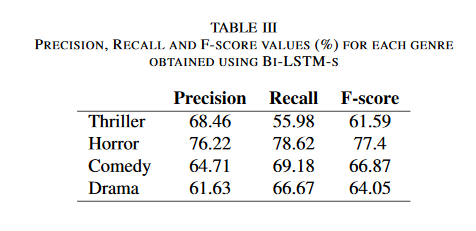 TABLE III
PRECISION, RECALL AND F-SCORE VALUES (%) FOR EACH GENRE
OBTAINED USING BI-LSTM-S
Precision Recall F-score
Thriller 68.46 55.98 61.59
Horror 76.22 78.62 77.4
Comedy 64.71 69.18 66.87
Drama 61.63 66.67 64.05